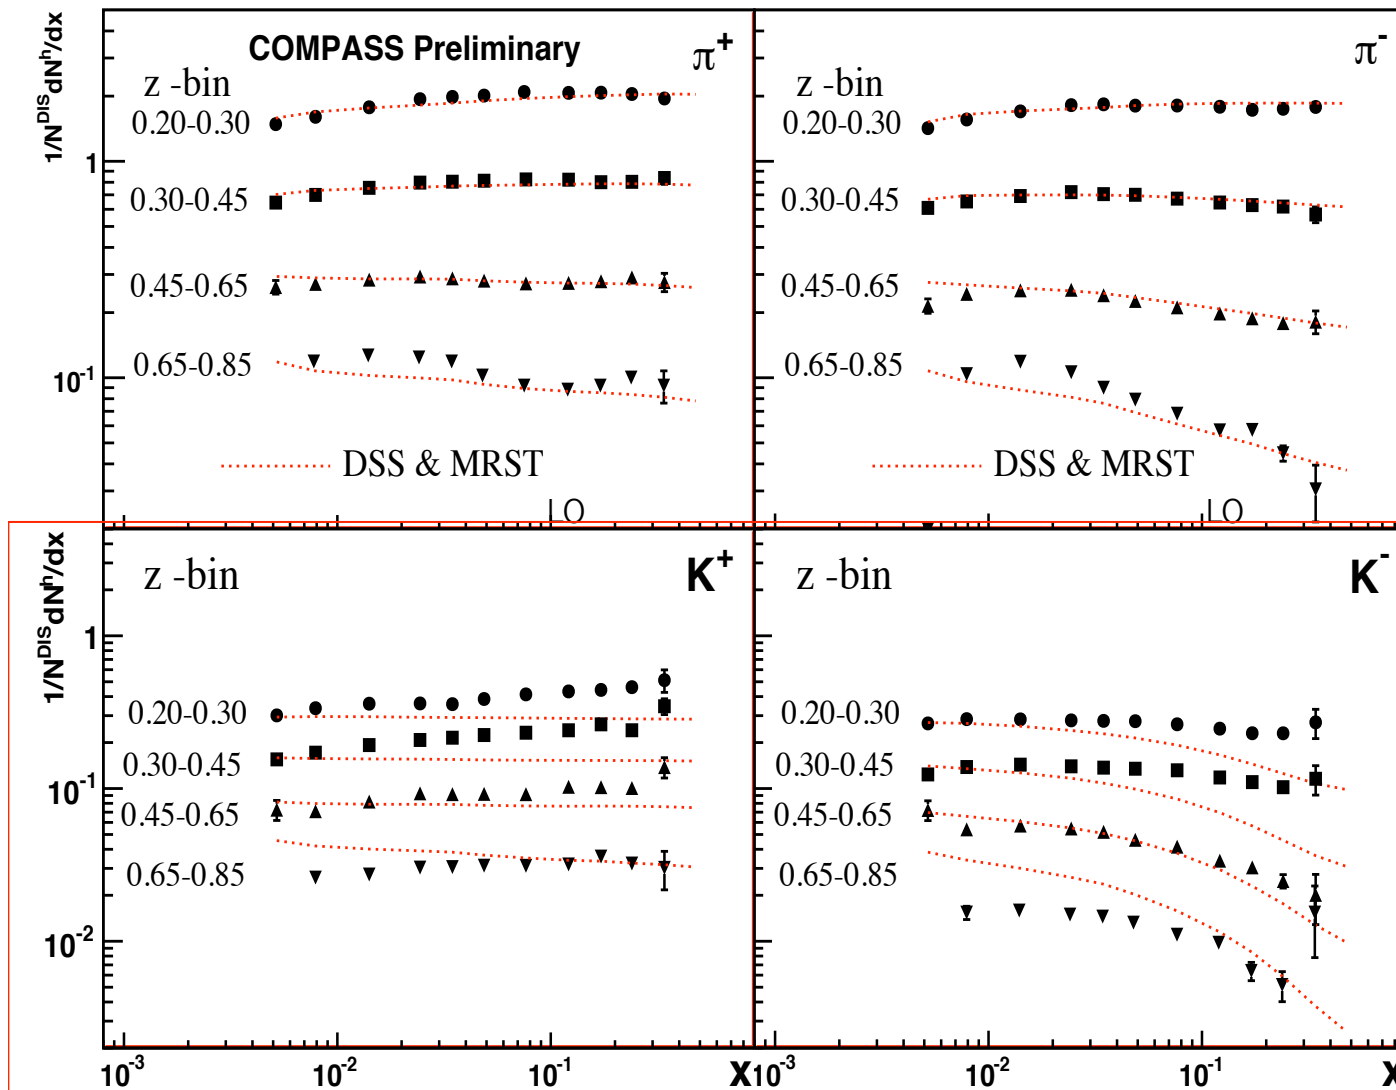 1/N^DIS dN^h/dx
COMPASS Preliminary
π⁺
z -bin
0.20-0.30
1
0.30-0.45
0.45-0.65
0.65-0.85
10⁻¹
DSS & MRST
LO
π⁻
z -bin
0.20-0.30
0.30-0.45
0.45-0.65
0.65-0.85
DSS & MRST
LO
1/N^DIS dN^h/dx
z -bin
K⁺
1
0.20-0.30
0.30-0.45
10⁻¹
0.45-0.65
0.65-0.85
10⁻²
10⁻³
10⁻²
10⁻¹
X
z -bin
K⁻
0.20-0.30
0.30-0.45
0.45-0.65
0.65-0.85
10⁻³
10⁻²
10⁻¹
X